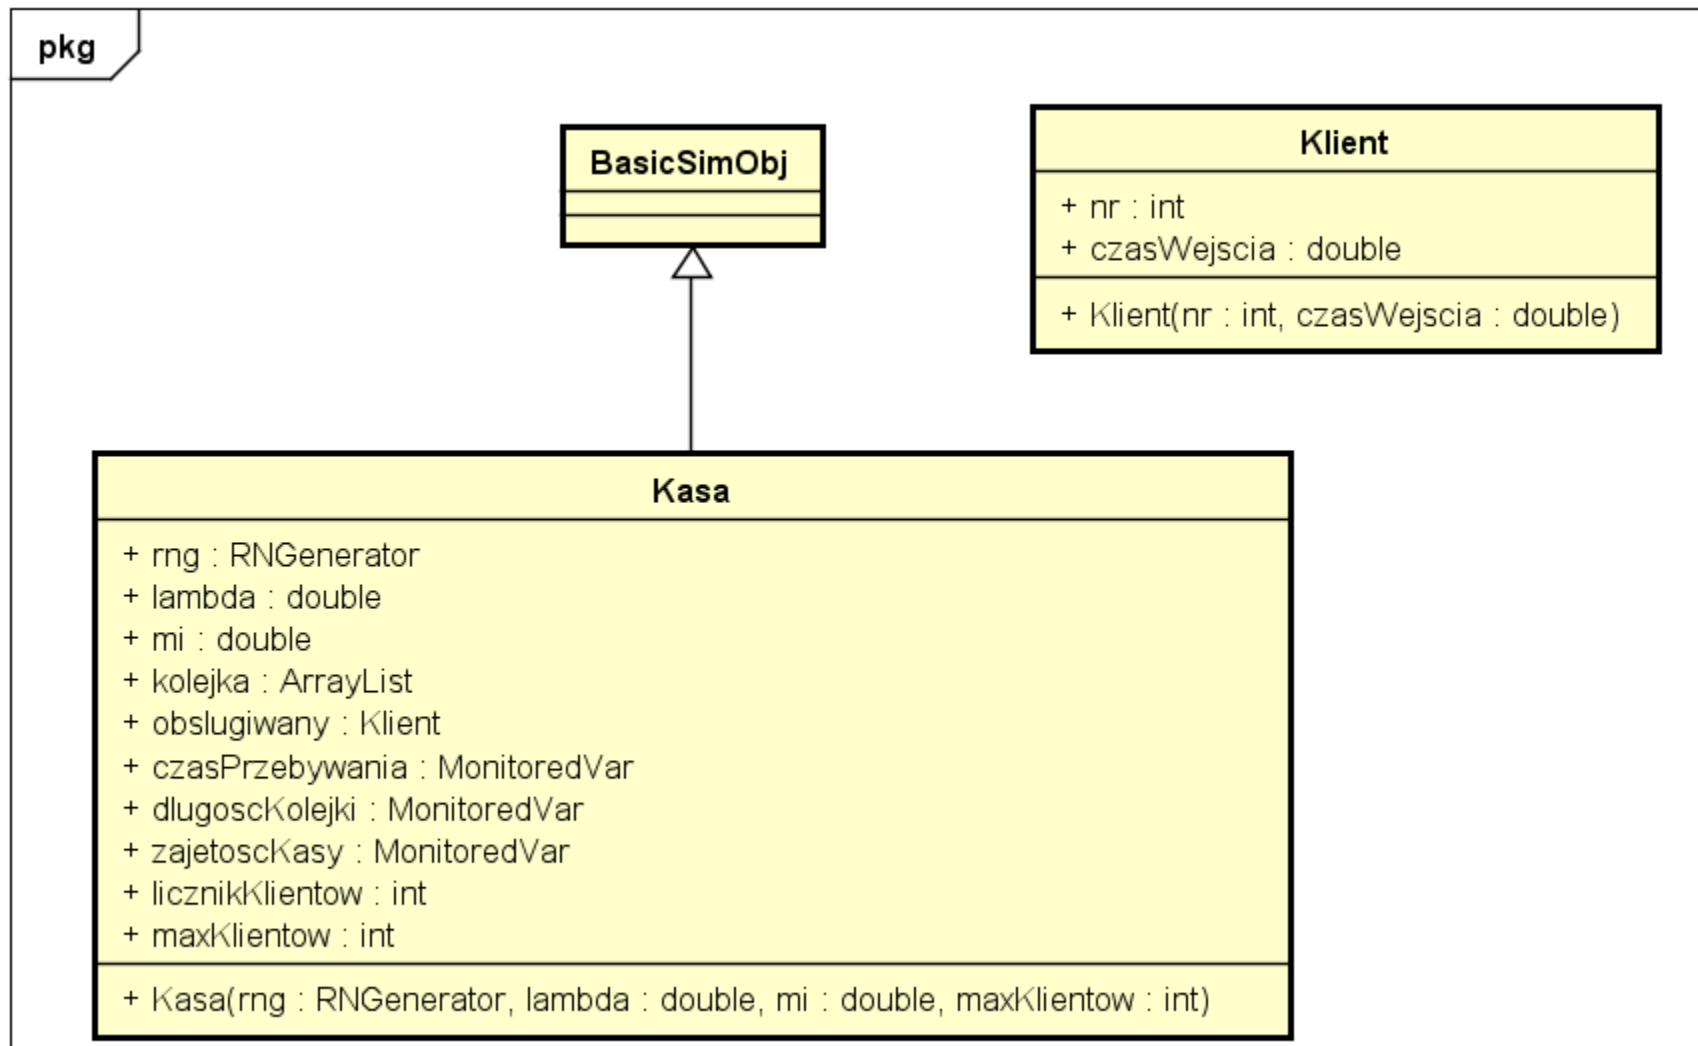 pkg
BasicSimObj
Klient
+ nr : int
+ czasWejscia : double
+ Klient(nr : int, czasWejscia : double)
Kasa
+ rng : RNGenerator
+ lambda : double
+ mi : double
+ kolejka : ArrayList
+ obslugiwany : Klient
+ czasPrzebywania : MonitoredVar
+ dlugoscKolejki : MonitoredVar
+ zajetoscKasy : MonitoredVar
+ licznikKlientow : int
+ maxKlientow : int
+ Kasa(rng : RNGenerator, lambda : double, mi : double, maxKlientow : int)